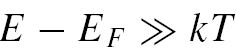 E − E_F ≫ kT